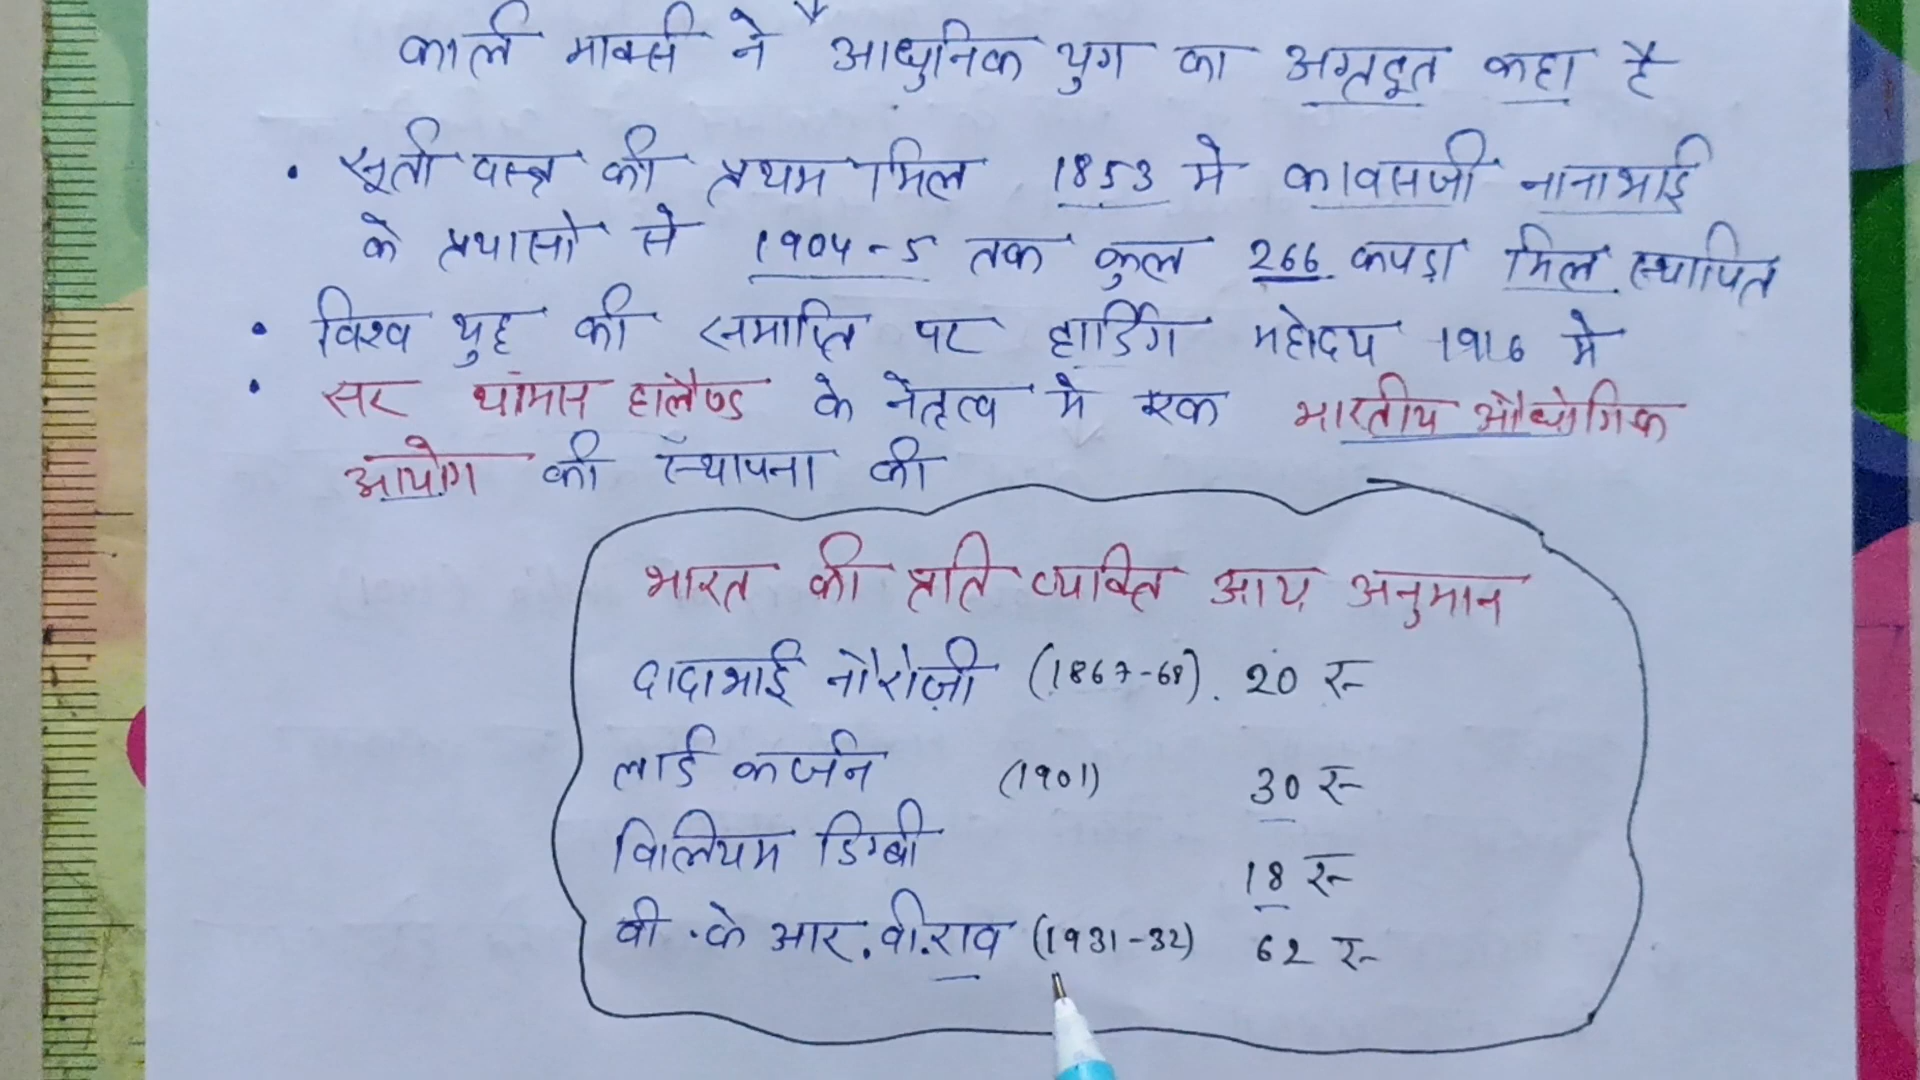 कार्ल मार्क्स ने आधुनिक युग का अग्रदूत कहा है
• सूती वस्त्र की प्रथम मिल 1853 मे कावसजी नानाभाई
के प्रयासो से 1904-5 तक कुल 266 कपड़ा मिल स्थापित
• विश्व युद्द की समाप्ति पर हार्डिंग महोदय 1916 मे
• सर थॉमस हालैण्ड के नेतृत्व मे एक भारतीय औद्योगिक
आयोग की स्थापना की
भारत की प्रति व्यक्ति आय अनुमान
दादाभाई नौरोज़ी (1867-68). 20 रू
लार्ड कर्जन (1901) 30 रू
विलियम डिग्बी 18 रू
वी.के आर.वी.राव (1931-32) 62 रू